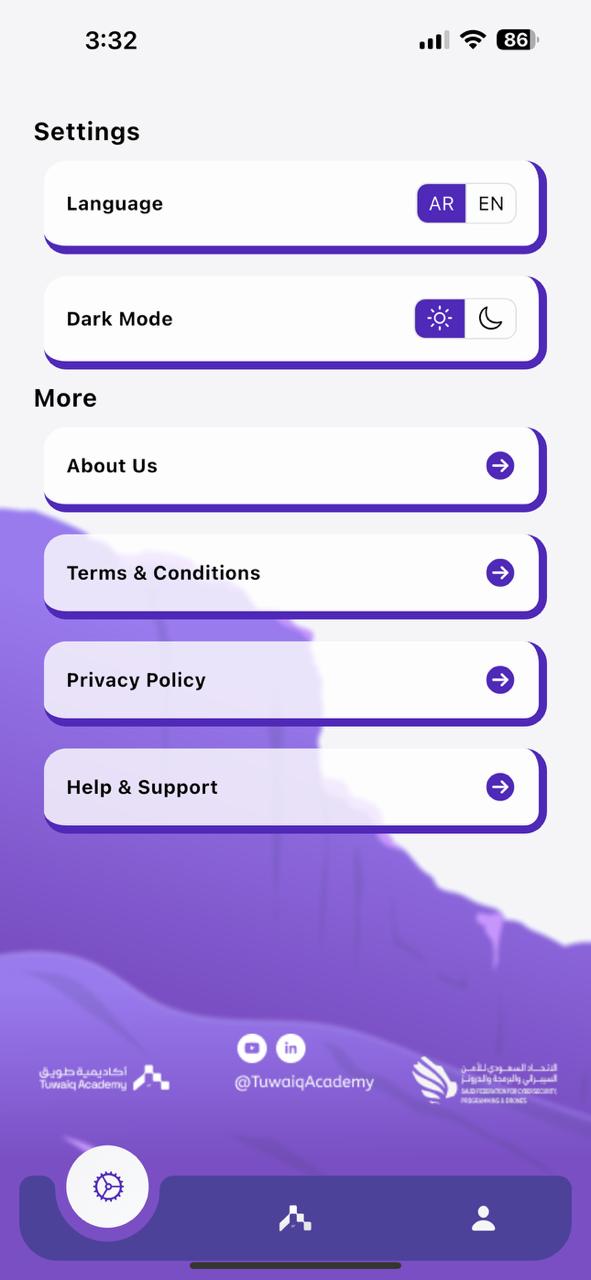 3:32
86
Settings
Language
AR
EN
Dark Mode
More
About Us
Terms & Conditions
Privacy Policy
Help & Support
in
أكاديمية طويق
Tuwaiq Academy
@TuwaiqAcademy
الاتحاد السعودي للأمن
السيبراني والبرمجة والدرونز
SAUDI FEDERATION FOR CYBERSECURITY,
PROGRAMMING & DRONES